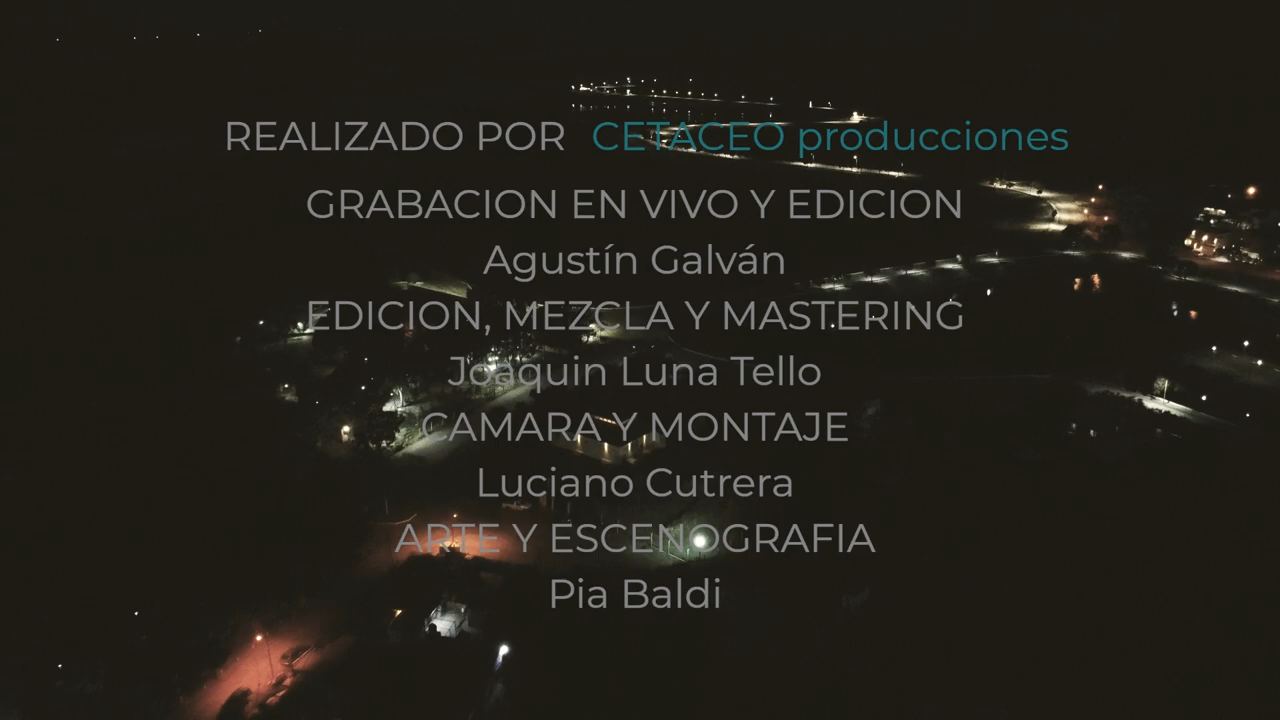 REALIZADO POR CETACEO producciones
GRABACION EN VIVO Y EDICION
Agustín Galván
EDICION, MEZCLA Y MASTERING
Joaquin Luna Tello
CAMARA Y MONTAJE
Luciano Cutrera
ARTE Y ESCENOGRAFIA
Pia Baldi